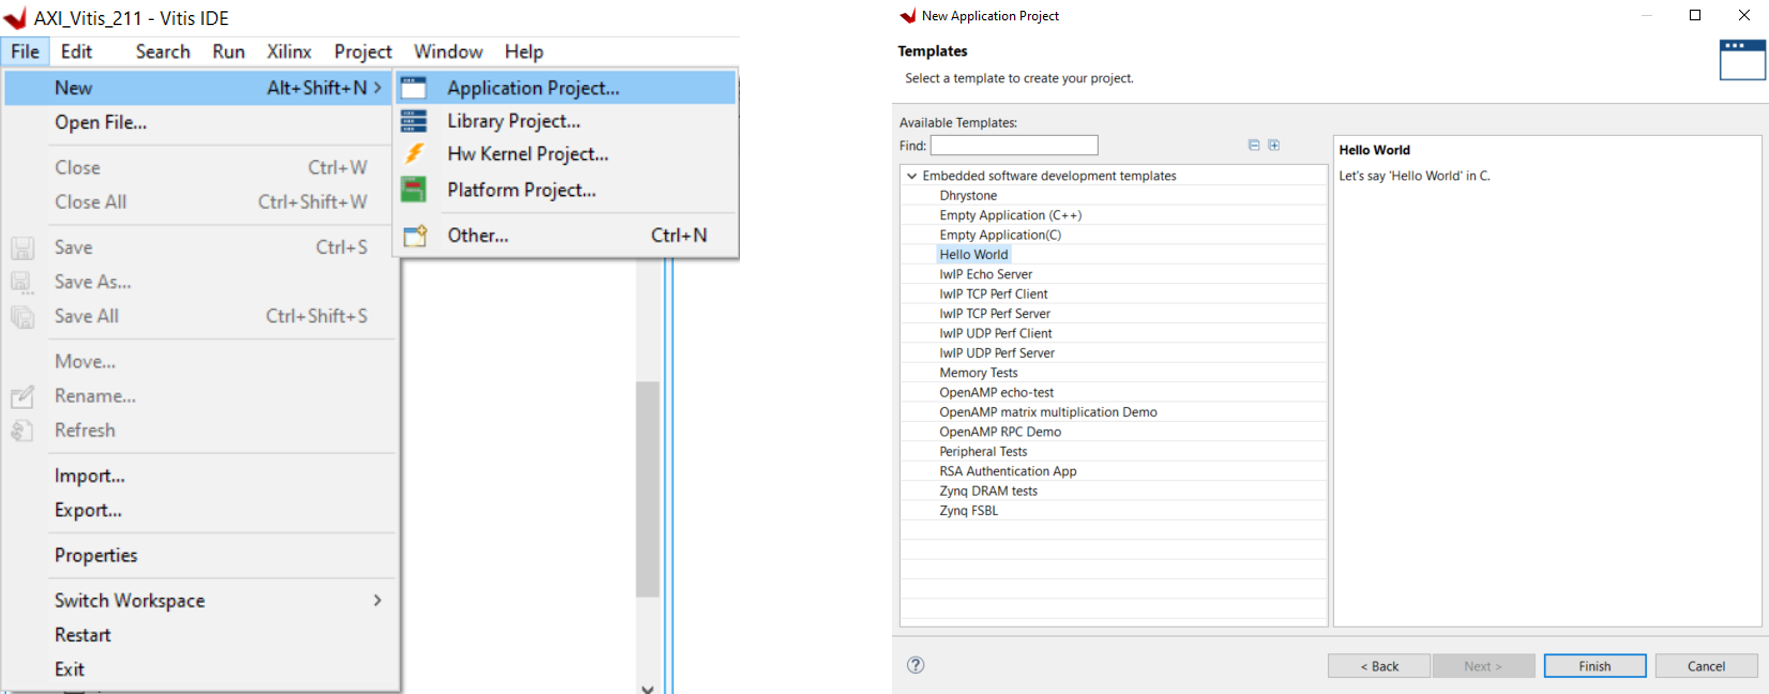 AXI_Vitis_211 - Vitis IDE
File Edit Search Run Xilinx Project Window Help
New Alt+Shift+N >
Open File...
Close Ctrl+W
Close All Ctrl+Shift+W
Save Ctrl+S
Save As...
Save All Ctrl+Shift+S
Move...
Rename...
Refresh
Import...
Export...
Properties
Switch Workspace >
Restart
Exit
Application Project...
Library Project...
Hw Kernel Project...
Platform Project...
Other... Ctrl+N
New Application Project
Templates
Select a template to create your project.
Available Templates:
Find:
Embedded software development templates
Dhrystone
Empty Application (C++)
Empty Application(C)
Hello World
lwIP Echo Server
lwIP TCP Perf Client
lwIP TCP Perf Server
lwIP UDP Perf Client
lwIP UDP Perf Server
Memory Tests
OpenAMP echo-test
OpenAMP matrix multiplication Demo
OpenAMP RPC Demo
Peripheral Tests
RSA Authentication App
Zynq DRAM tests
Zynq FSBL
Hello World
Let's say 'Hello World' in C.
? < Back Next > Finish Cancel